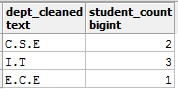 dept_cleaned student_count
text bigint
C.S.E 2
I.T 3
E.C.E 1